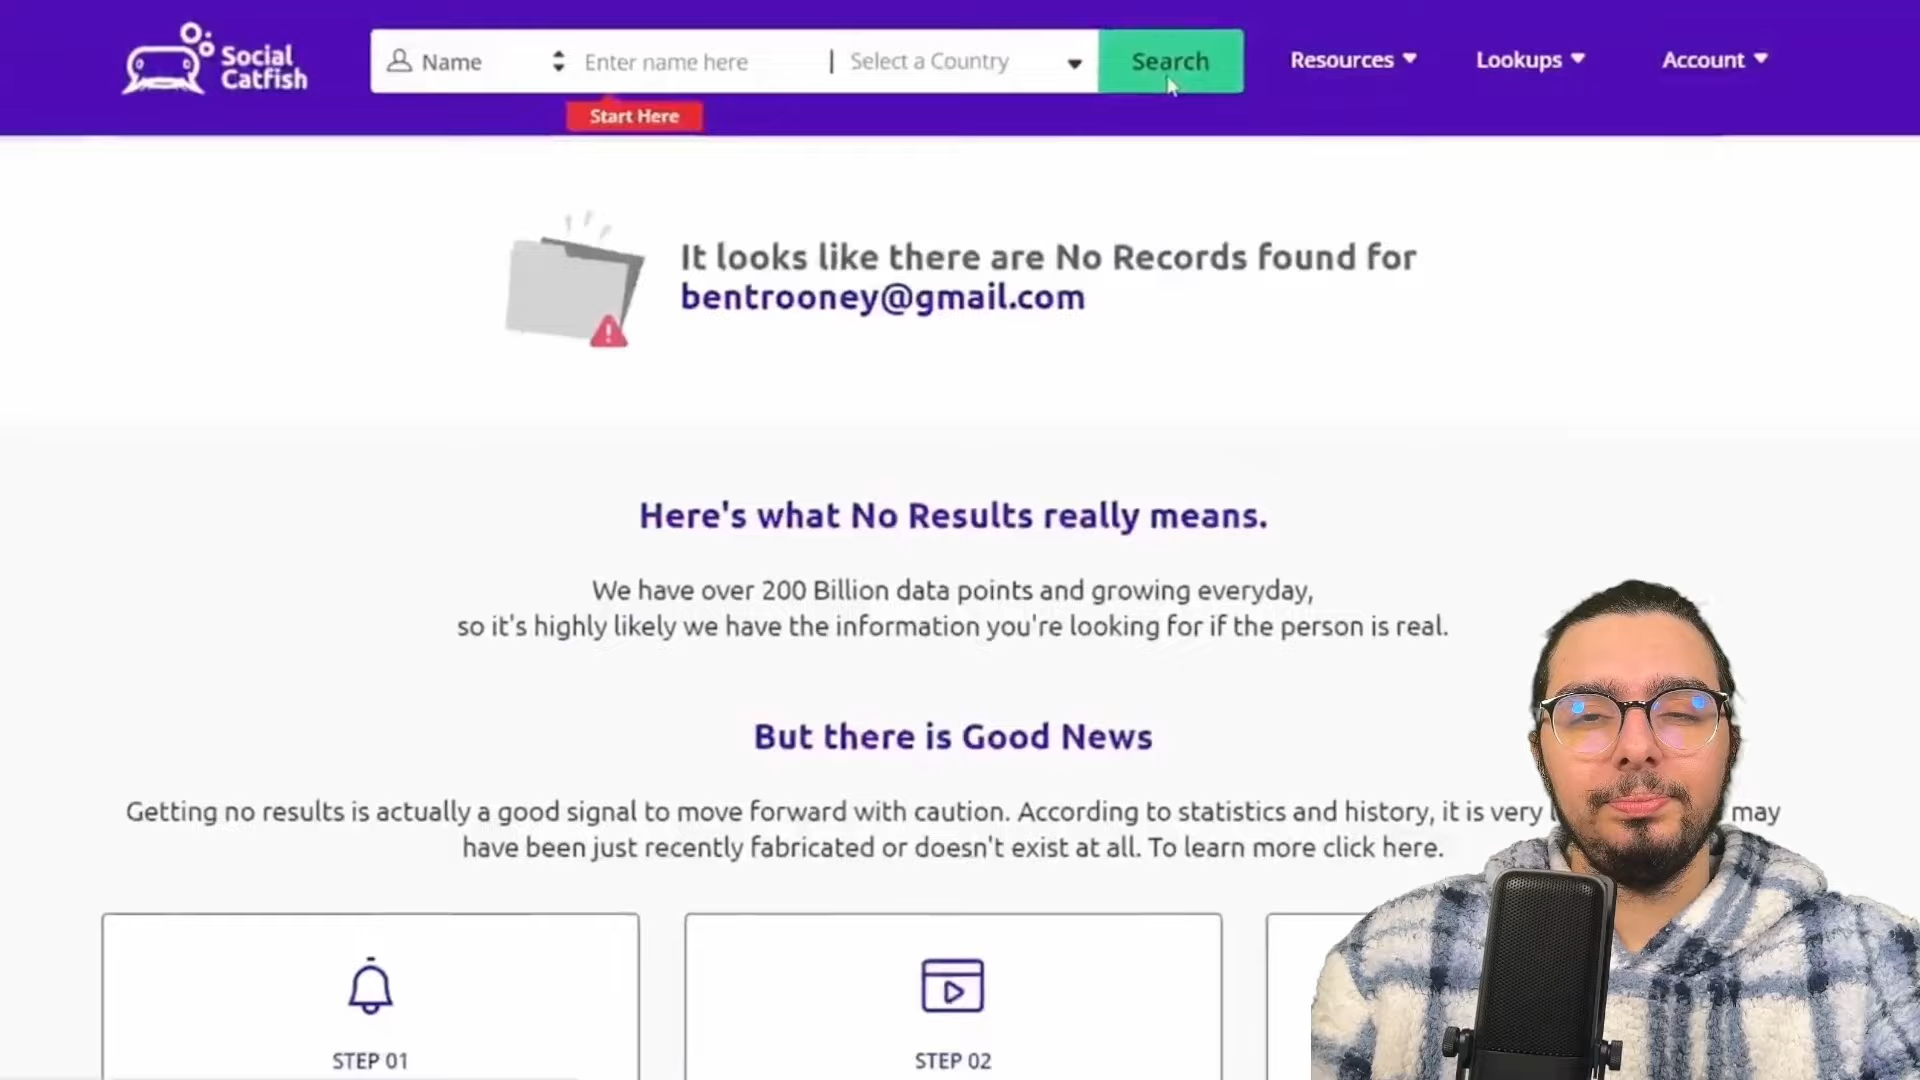 Social
Catfish
Name
Enter name here
Select a Country
Search
Resources
Lookups
Account
Start Here
It looks like there are No Records found for
bentrooney@gmail.com
Here's what No Results really means.
We have over 200 Billion data points and growing everyday,
so it's highly likely we have the information you're looking for if the person is real.
But there is Good News
Getting no results is actually a good signal to move forward with caution. According to statistics and history, it is very may
have been just recently fabricated or doesn't exist at all. To learn more click here.
STEP 01
STEP 02